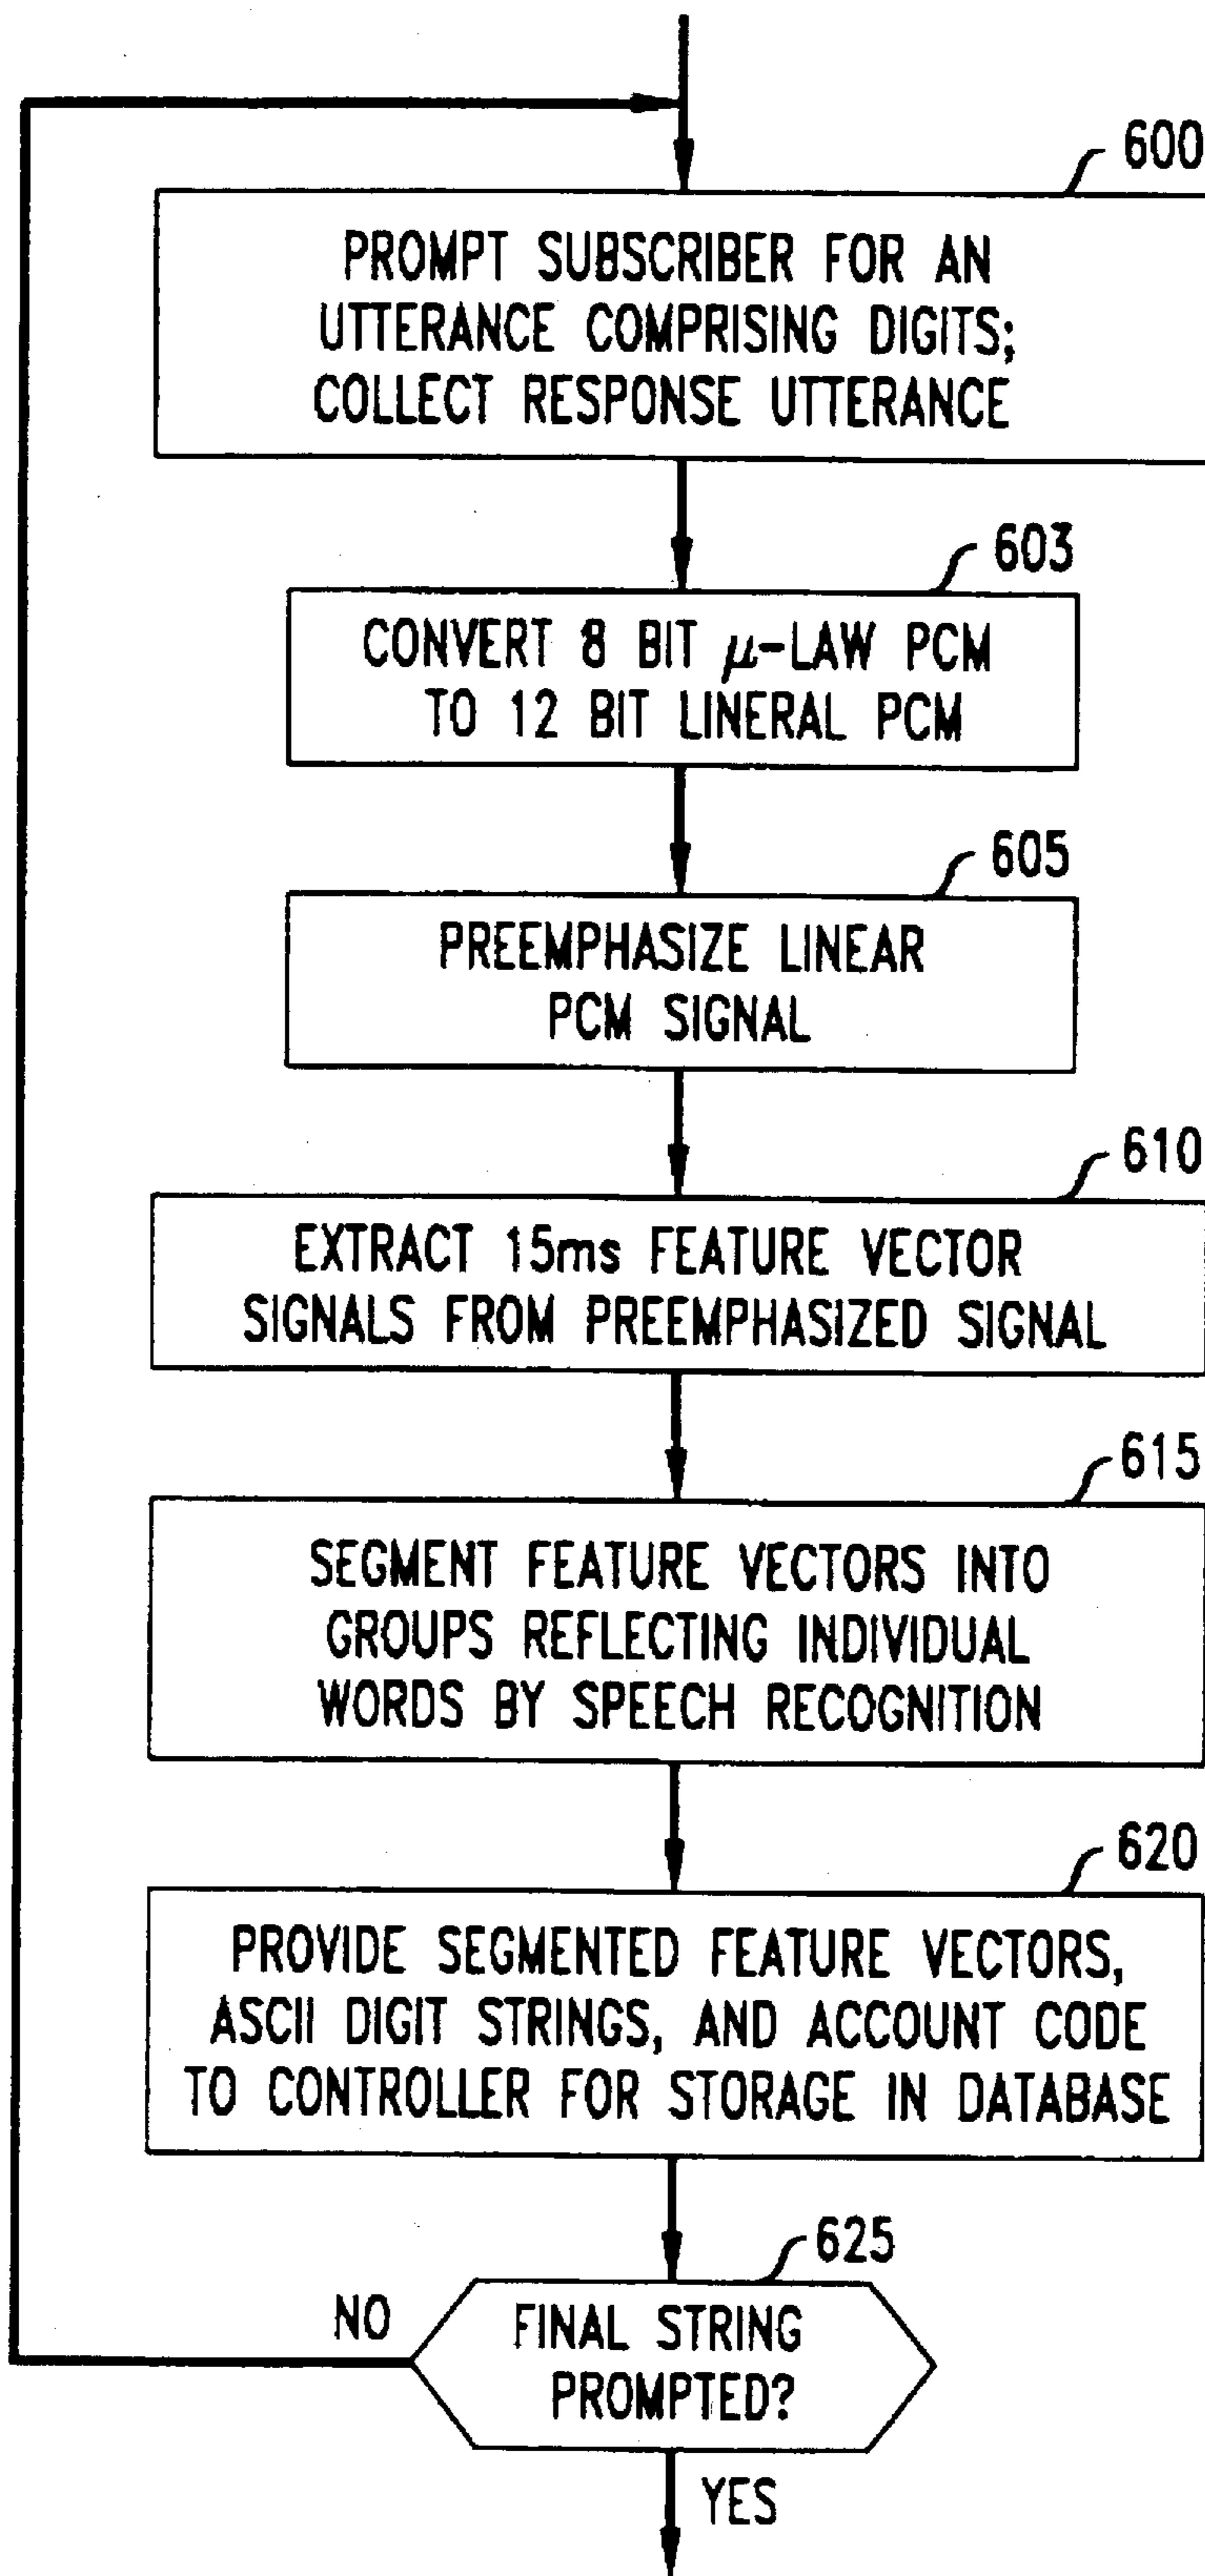 600
PROMPT SUBSCRIBER FOR AN
UTTERANCE COMPRISING DIGITS;
COLLECT RESPONSE UTTERANCE
603
CONVERT 8 BIT μ-LAW PCM
TO 12 BIT LINERAL PCM
605
PREEMPHASIZE LINEAR
PCM SIGNAL
610
EXTRACT 15ms FEATURE VECTOR
SIGNALS FROM PREEMPHASIZED SIGNAL
615
SEGMENT FEATURE VECTORS INTO
GROUPS REFLECTING INDIVIDUAL
WORDS BY SPEECH RECOGNITION
620
PROVIDE SEGMENTED FEATURE VECTORS,
ASCII DIGIT STRINGS, AND ACCOUNT CODE
TO CONTROLLER FOR STORAGE IN DATABASE
625
NO
FINAL STRING
PROMPTED?
YES